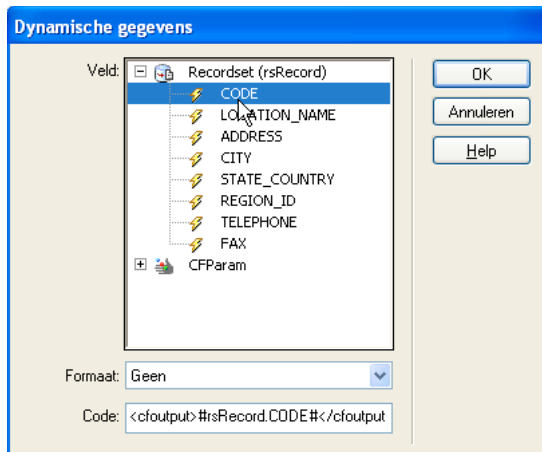 Dynamische gegevens
Veld:
Recordset (rsRecord)
CODE
LOCATION_NAME
ADDRESS
CITY
STATE_COUNTRY
REGION_ID
TELEPHONE
FAX
CFParam
OK
Annuleren
Help
Formaat: Geen
Code: <cfoutput>#rsRecord.CODE#</cfoutput